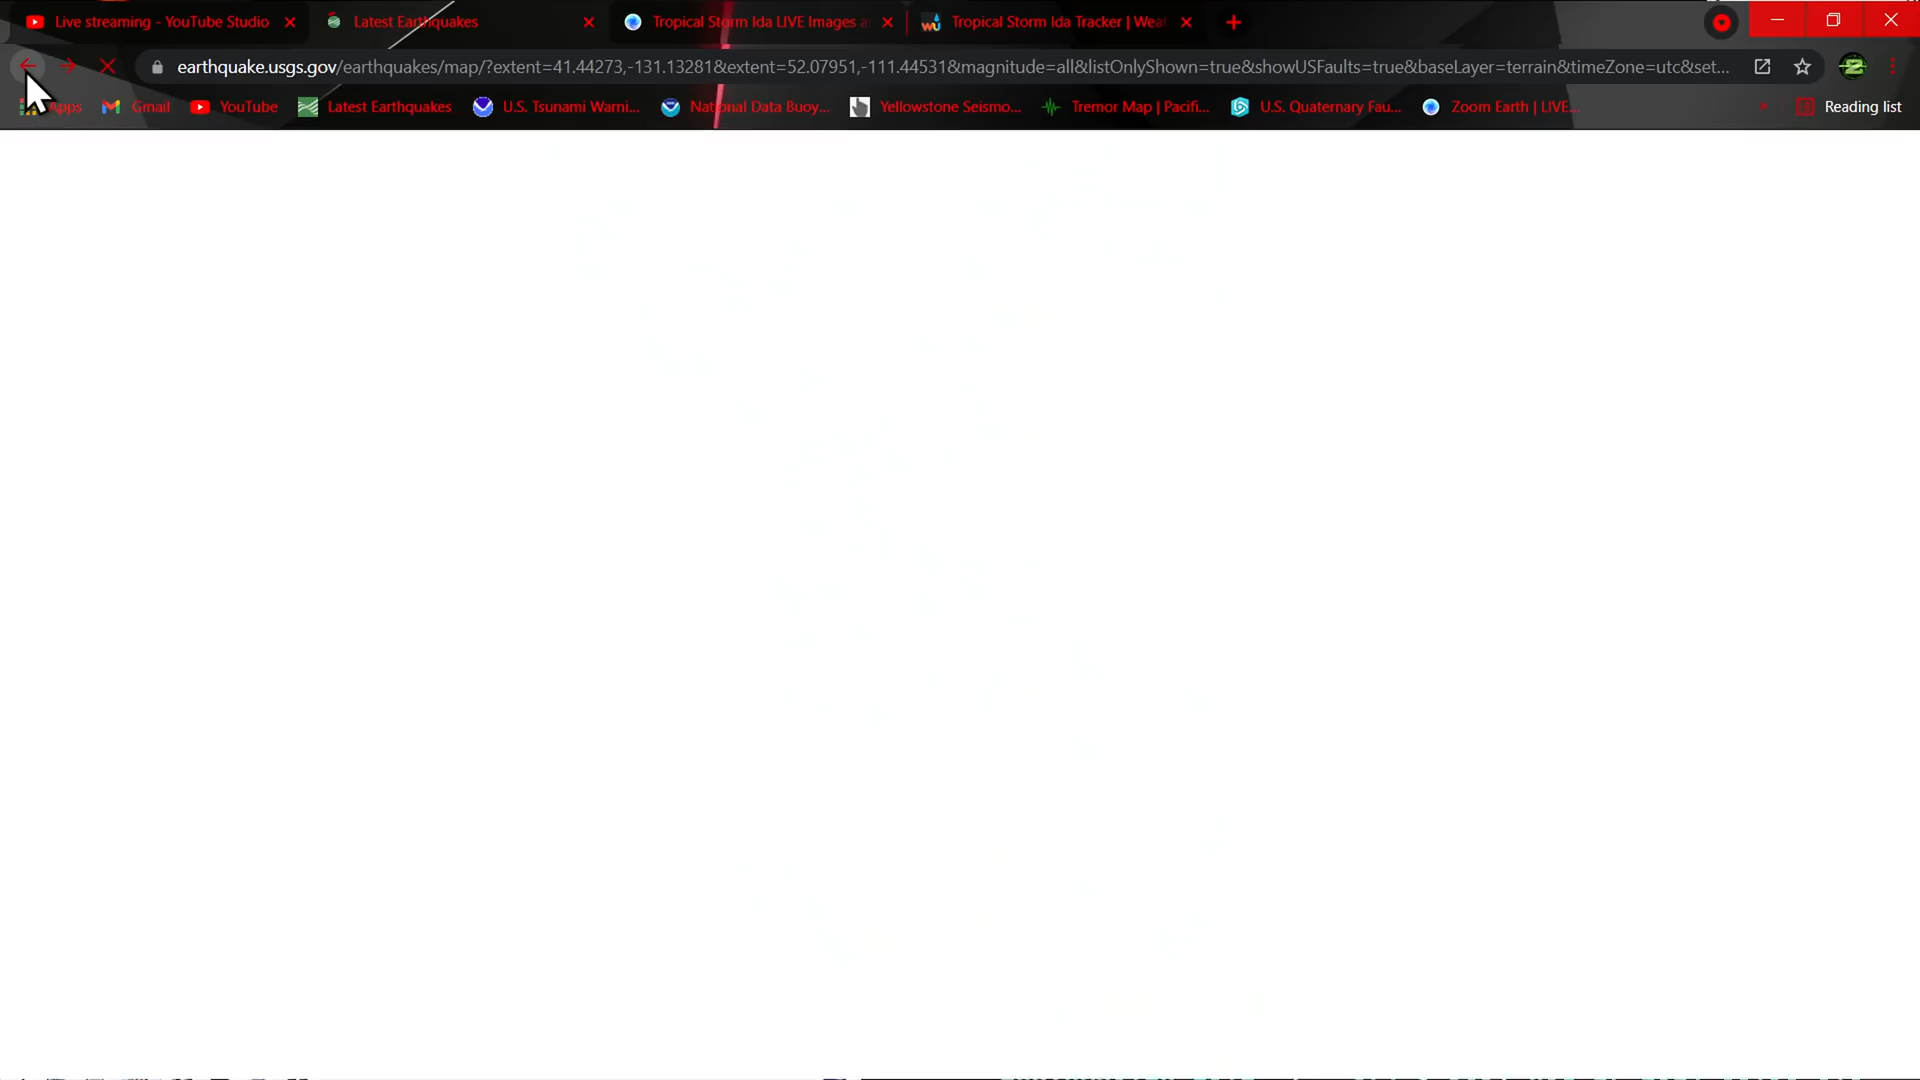 Live streaming - YouTube Studio
Latest Earthquakes
Tropical Storm Ida LIVE Images a
Tropical Storm Ida Tracker | Weat
earthquake.usgs.gov/earthquakes/map/?extent=41.44273,-131.13281&extent=52.07951,-111.44531&magnitude=all&listOnlyShown=true&showUSFaults=true&baseLayer=terrain&timeZone=utc&set...
Apps
Gmail
YouTube
Latest Earthquakes
U.S. Tsunami Warni...
National Data Buoy...
Yellowstone Seismo...
Tremor Map | Pacifi...
U.S. Quaternary Fau...
Zoom Earth | LIVE...
Reading list